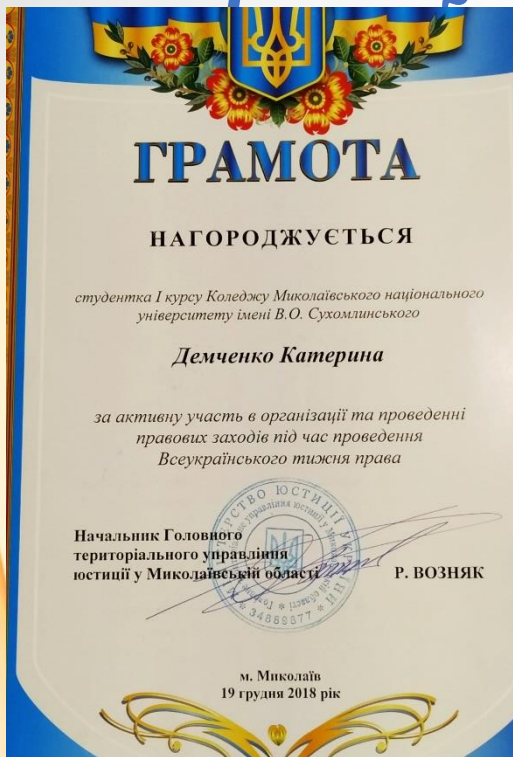 ГРАМОТА
НАГОРОДЖУЄТЬСЯ
студентка І курсу Коледжу Миколаївського національного
університету імені В.О. Сухомлинського
Демченко Катерина
за активну участь в організації та проведенні
правових заходів під час проведення
Всеукраїнського тижня права
Начальник Головного
територіального управління
юстиції у Миколаївській області
Р. ВОЗНЯК
м. Миколаїв
19 грудня 2018 рік